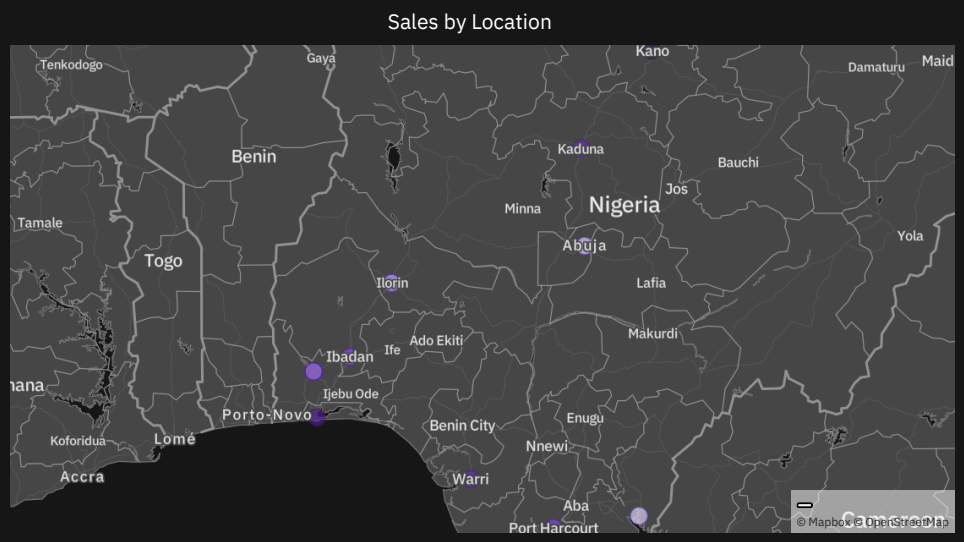 Sales by Location
Kano
Gaya
Tenkodogo
Damaturu
Maid
Kaduna
Benin
Bauchi
Jos
Minna
Nigeria
Tamale
Yola
Abuja
Togo
Ilorin
Lafia
Makurdi
Ado Ekiti
Ife
Ibadan
hana
Ijebu Ode
Porto-Novo
Enugu
Benin City
Koforidua
Lomé
Nnewi
Accra
Warri
Aba
Port Harcourt
Cameroon
© Mapbox © OpenStreetMap